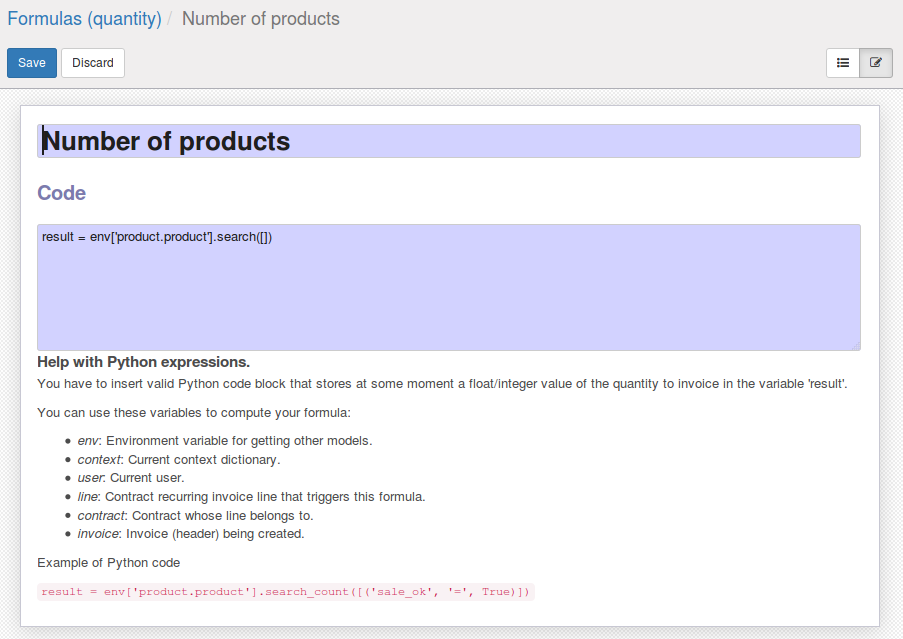 Formulas (quantity) / Number of products
Save Discard
Number of products
Code
result = env['product.product'].search([])
Help with Python expressions.
You have to insert valid Python code block that stores at some moment a float/integer value of the quantity to invoice in the variable 'result'.
You can use these variables to compute your formula:
• env: Environment variable for getting other models.
• context: Current context dictionary.
• user: Current user.
• line: Contract recurring invoice line that triggers this formula.
• contract: Contract whose line belongs to.
• invoice: Invoice (header) being created.
Example of Python code
result = env['product.product'].search_count([('sale_ok', '=', True)])